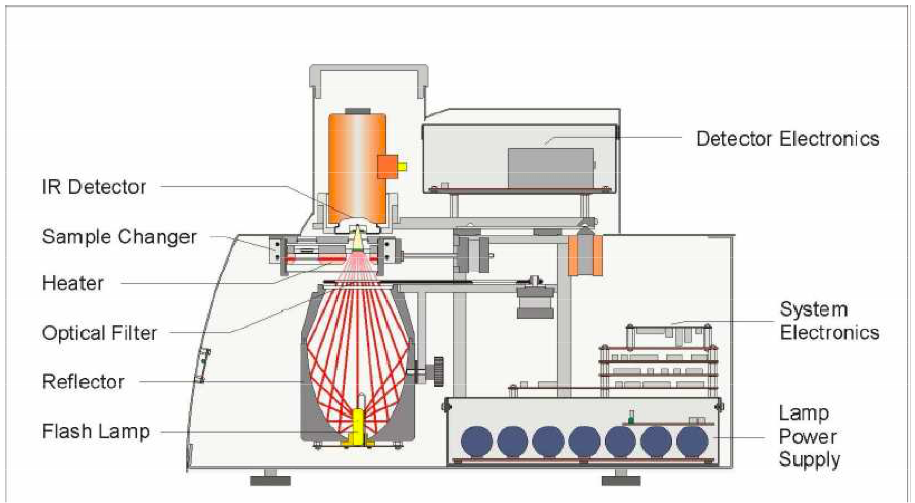 Detector Electronics
IR Detector
Sample Changer
Heater
Optical Filter
Reflector
Flash Lamp
System
Electronics
Lamp
Power
Supply